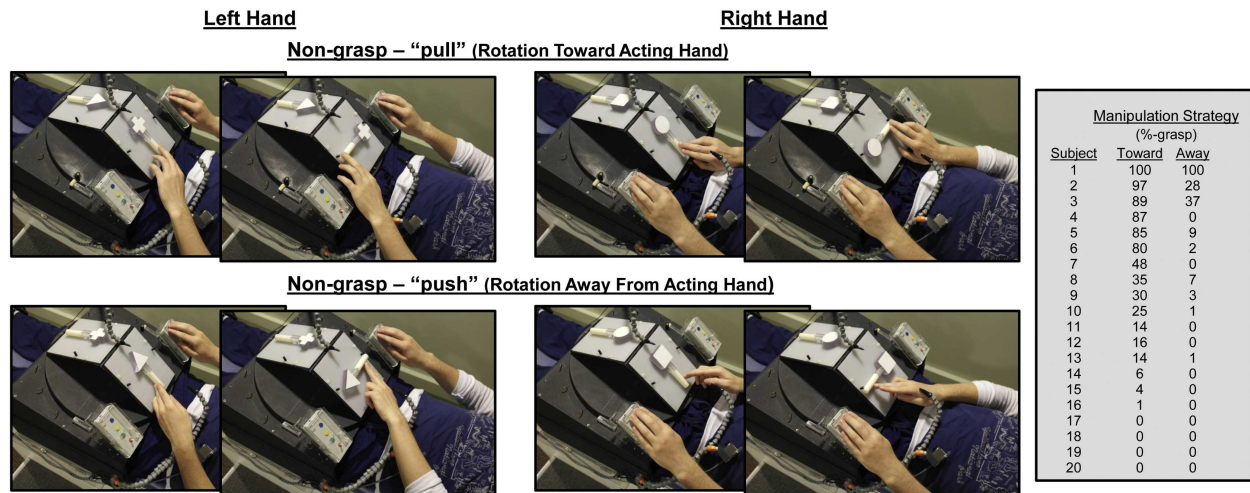 Left Hand
Right Hand
Non-grasp – “pull” (Rotation Toward Acting Hand)
Non-grasp – “push” (Rotation Away From Acting Hand)
Manipulation Strategy
(%-grasp)
Subject Toward Away
1 100 100
2 97 28
3 89 37
4 87 0
5 85 9
6 80 2
7 48 0
8 35 7
9 30 3
10 25 1
11 14 0
12 16 0
13 14 1
14 6 0
15 4 0
16 1 0
17 0 0
18 0 0
19 0 0
20 0 0